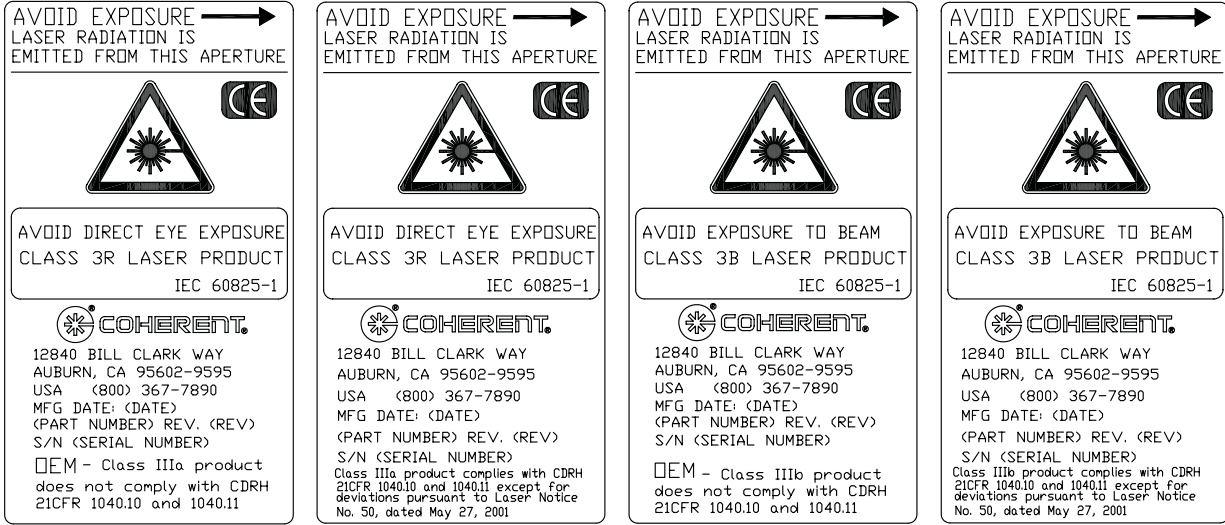 AVOID EXPOSURE
LASER RADIATION IS
EMITTED FROM THIS APERTURE
CE
AVOID DIRECT EYE EXPOSURE
CLASS 3R LASER PRODUCT
IEC 60825-1
COHERENT®
12840 BILL CLARK WAY
AUBURN, CA 95602-9595
USA (800) 367-7890
MFG DATE: (DATE)
(PART NUMBER) REV. (REV)
S/N (SERIAL NUMBER)
OEM - Class IIIa product
does not comply with CDRH
21CFR 1040.10 and 1040.11
AVOID EXPOSURE
LASER RADIATION IS
EMITTED FROM THIS APERTURE
CE
AVOID DIRECT EYE EXPOSURE
CLASS 3R LASER PRODUCT
IEC 60825-1
COHERENT®
12840 BILL CLARK WAY
AUBURN, CA 95602-9595
USA (800) 367-7890
MFG DATE: (DATE)
(PART NUMBER) REV. (REV)
S/N (SERIAL NUMBER)
Class IIIa product complies with CDRH
21CFR 1040.10 and 1040.11 except for
deviations pursuant to Laser Notice
No. 50, dated May 27, 2001
AVOID EXPOSURE
LASER RADIATION IS
EMITTED FROM THIS APERTURE
CE
AVOID EXPOSURE TO BEAM
CLASS 3B LASER PRODUCT
IEC 60825-1
COHERENT®
12840 BILL CLARK WAY
AUBURN, CA 95602-9595
USA (800) 367-7890
MFG DATE: (DATE)
(PART NUMBER) REV. (REV)
S/N (SERIAL NUMBER)
OEM - Class IIIb product
does not comply with CDRH
21CFR 1040.10 and 1040.11
AVOID EXPOSURE
LASER RADIATION IS
EMITTED FROM THIS APERTURE
CE
AVOID EXPOSURE TO BEAM
CLASS 3B LASER PRODUCT
IEC 60825-1
COHERENT®
12840 BILL CLARK WAY
AUBURN, CA 95602-9595
USA (800) 367-7890
MFG DATE: (DATE)
(PART NUMBER) REV. (REV)
S/N (SERIAL NUMBER)
Class IIIb product complies with CDRH
21CFR 1040.10 and 1040.11 except for
deviations pursuant to Laser Notice
No. 50, dated May 27, 2001